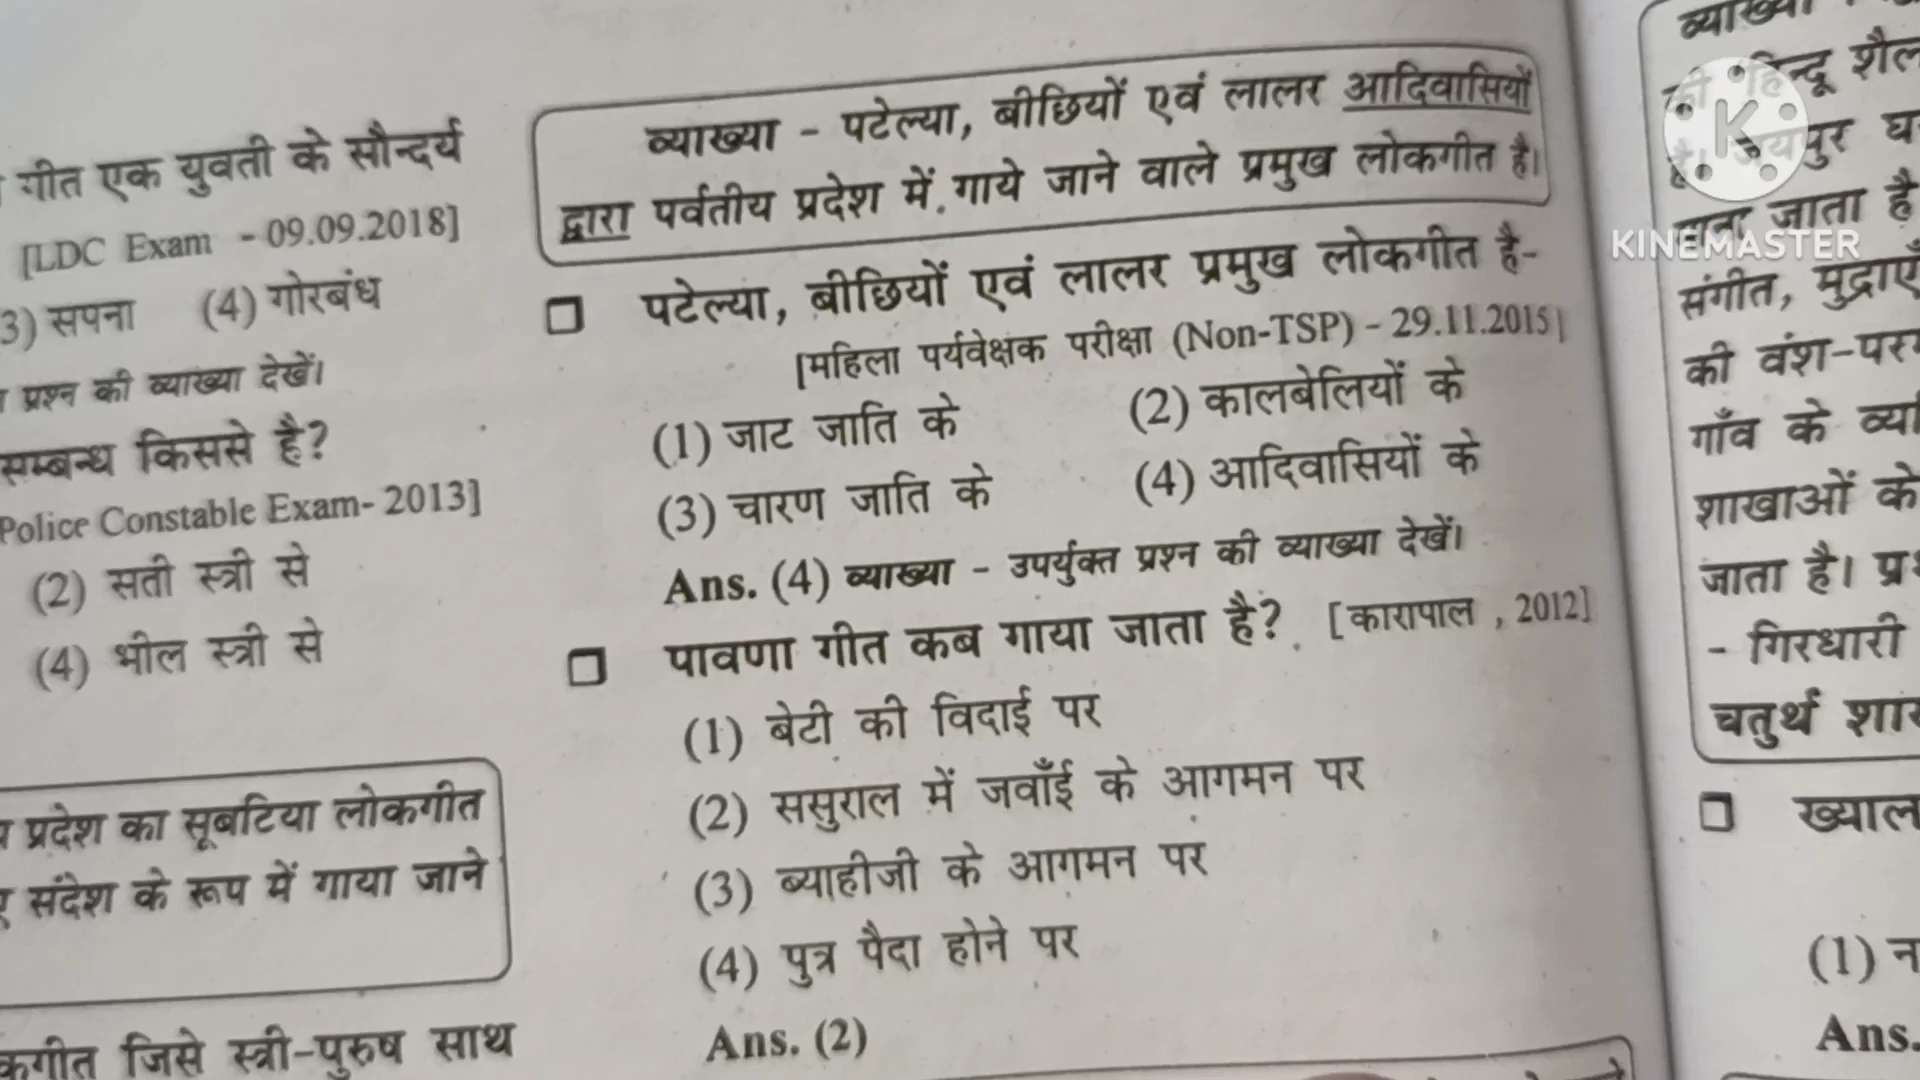 गीत एक युवती के सौन्दर्य
[LDC Exam - 09.09.2018]
3) सपना (4) गोरबंध
प्रश्न की व्याख्या देखें।
सम्बन्ध किससे है?
Police Constable Exam- 2013]
(2) सती स्त्री से
(4) भील स्त्री से
प्रदेश का सूबटिया लोकगीत
संदेश के रूप में गाया जाने
जिसे स्त्री-पुरुष साथ
व्याख्या - पटेल्या, बीछियों एवं लालर आदिवासियों
द्वारा पर्वतीय प्रदेश में गाये जाने वाले प्रमुख लोकगीत है।
पटेल्या, बीछियों एवं लालर प्रमुख लोकगीत है-
[महिला पर्यवेक्षक परीक्षा (Non-TSP) - 29.11.2015]
(1) जाट जाति के (2) कालबेलियों के
(3) चारण जाति के (4) आदिवासियों के
Ans. (4) व्याख्या - उपर्युक्त प्रश्न की व्याख्या देखें।
पावणा गीत कब गाया जाता है? [कारापाल , 2012]
(1) बेटी की विदाई पर
(2) ससुराल में जवाँई के आगमन पर
(3) ब्याहीजी के आगमन पर
(4) पुत्र पैदा होने पर
Ans. (2)
व्याख्या
हिन्दू
जाता है
संगीत, मुद्राएँ
की वंश-पर
गाँव के
शाखाओं के
जाता है।
- गिरधारी
चतुर्थ
ख्याल
(1)
Ans.
KINEMASTER